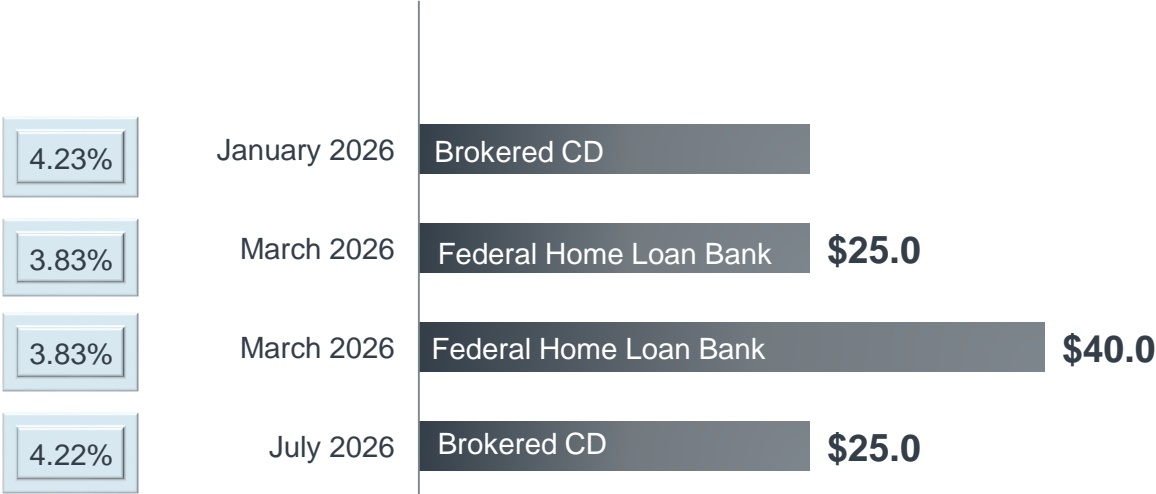 4.23% January 2026 Brokered CD
3.83% March 2026 Federal Home Loan Bank $25.0
3.83% March 2026 Federal Home Loan Bank $40.0
4.22% July 2026 Brokered CD $25.0